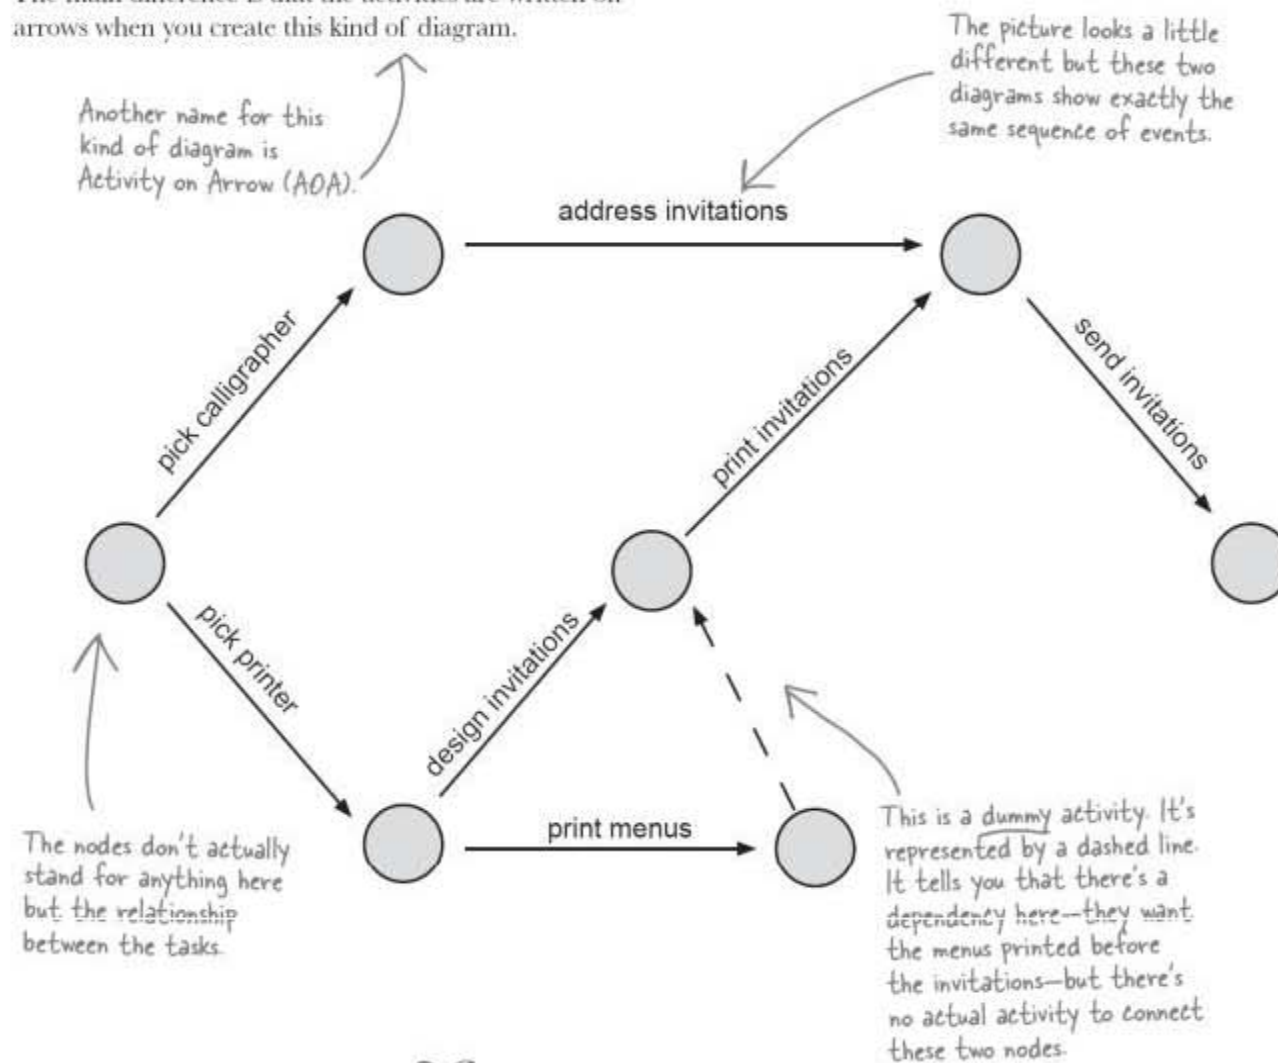 arrows when you create this kind of diagram.
The picture looks a little
different but these two
diagrams show exactly the
same sequence of events.
Another name for this
kind of diagram is
Activity on Arrow (AOA).
address invitations
pick calligrapher
print invitations
send invitations
pick printer
design invitations
print menus
The nodes don't actually
stand for anything here
but the relationship
between the tasks.
This is a dummy activity. It's
represented by a dashed line.
It tells you that there's a
dependency here—they want
the menus printed before
the invitations—but there's
no actual activity to connect
these two nodes.